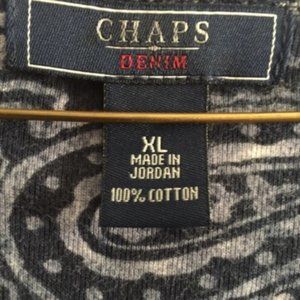 CHAPS
DENIM
XL
MADE IN
JORDAN
100% COTTON